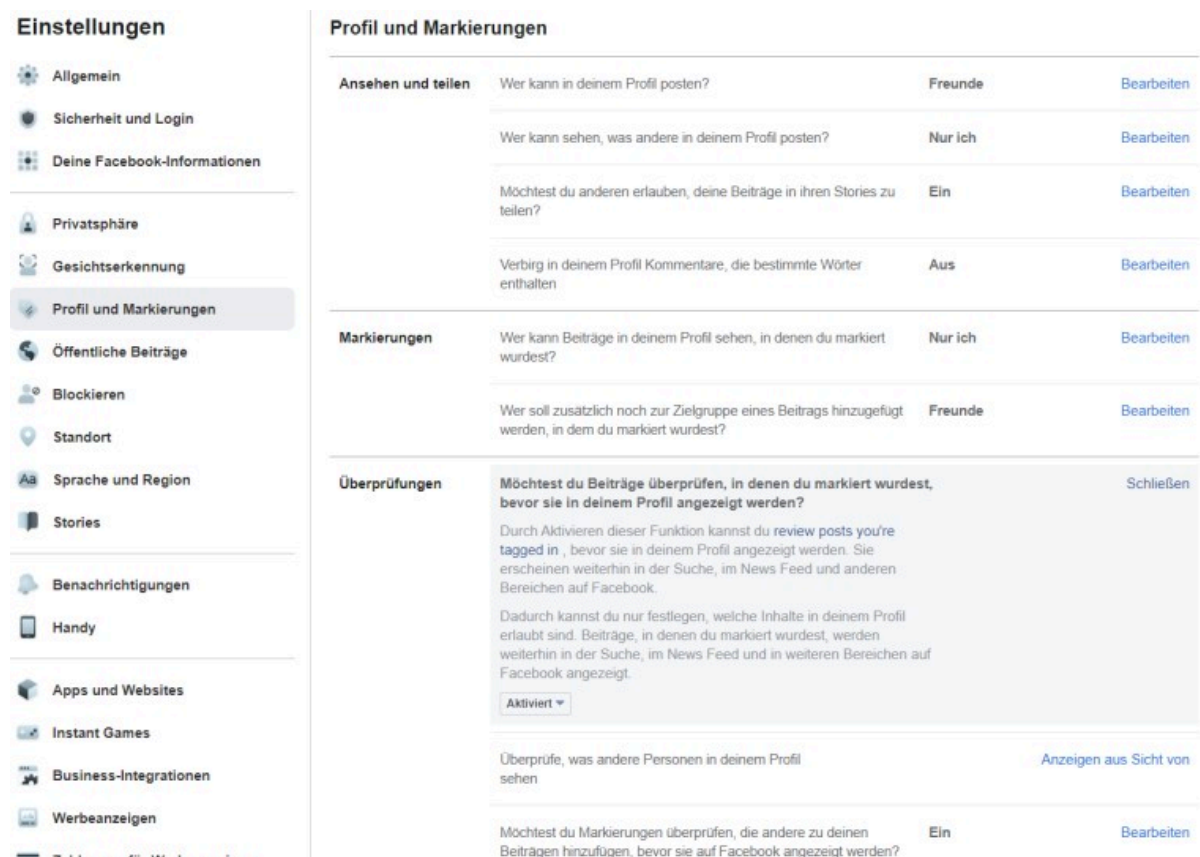 Einstellungen
Allgemein
Sicherheit und Login
Deine Facebook-Informationen
Privatsphäre
Gesichtserkennung
Profil und Markierungen
Öffentliche Beiträge
Blockieren
Standort
Aa Sprache und Region
Stories
Benachrichtigungen
Handy
Apps und Websites
Instant Games
Business-Integrationen
Werbeanzeigen
Profil und Markierungen
Ansehen und teilen Wer kann in deinem Profil posten? Freunde Bearbeiten
Wer kann sehen, was andere in deinem Profil posten? Nur ich Bearbeiten
Möchtest du anderen erlauben, deine Beiträge in ihren Stories zu Ein Bearbeiten
teilen?
Verbirg in deinem Profil Kommentare, die bestimmte Wörter Aus Bearbeiten
enthalten
Markierungen Wer kann Beiträge in deinem Profil sehen, in denen du markiert Nur ich Bearbeiten
wurdest?
Wer soll zusätzlich noch zur Zielgruppe eines Beitrags hinzugefügt Freunde Bearbeiten
werden, in dem du markiert wurdest?
Überprüfungen Möchtest du Beiträge überprüfen, in denen du markiert wurdest, Schließen
bevor sie in deinem Profil angezeigt werden?
Durch Aktivieren dieser Funktion kannst du review posts you're
tagged in , bevor sie in deinem Profil angezeigt werden. Sie
erscheinen weiterhin in der Suche, im News Feed und anderen
Bereichen auf Facebook.
Dadurch kannst du nur festlegen, welche Inhalte in deinem Profil
erlaubt sind. Beiträge, in denen du markiert wurdest, werden
weiterhin in der Suche, im News Feed und in weiteren Bereichen auf
Facebook angezeigt.
Aktiviert
Überprüfe, was andere Personen in deinem Profil Anzeigen aus Sicht von
sehen
Möchtest du Markierungen überprüfen, die andere zu deinen Ein Bearbeiten
Beiträgen hinzufügen, bevor sie auf Facebook angezeigt werden?